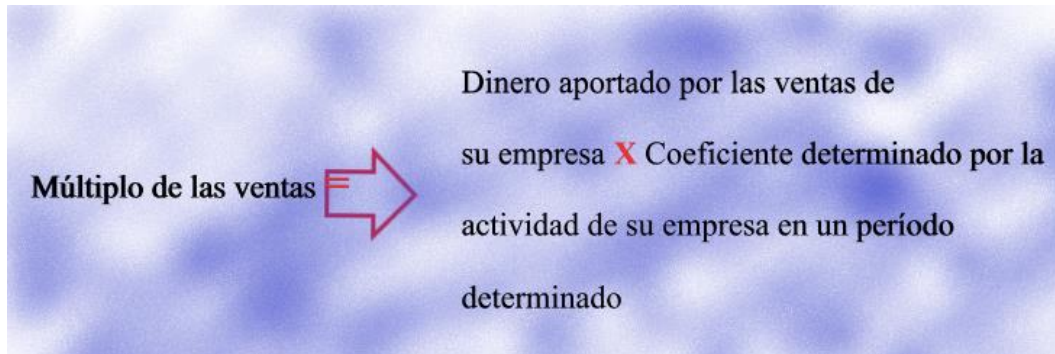 Dinero aportado por las ventas de
su empresa X Coeficiente determinado por la
Múltiplo de las ventas =
actividad de su empresa en un período
determinado